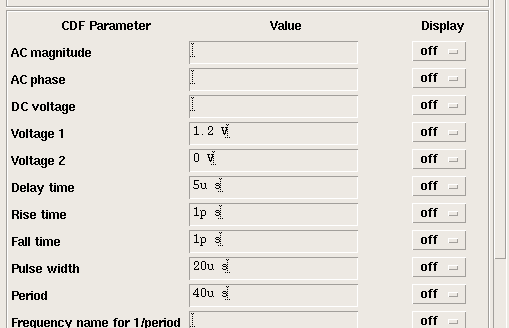 CDF Parameter Value Display
AC magnitude off
AC phase off
DC voltage off
Voltage 1 1.2 V off
Voltage 2 0 V off
Delay time 5u s off
Rise time 1p s off
Fall time 1p s off
Pulse width 20u s off
Period 40u s off
Frequency name for 1/period off